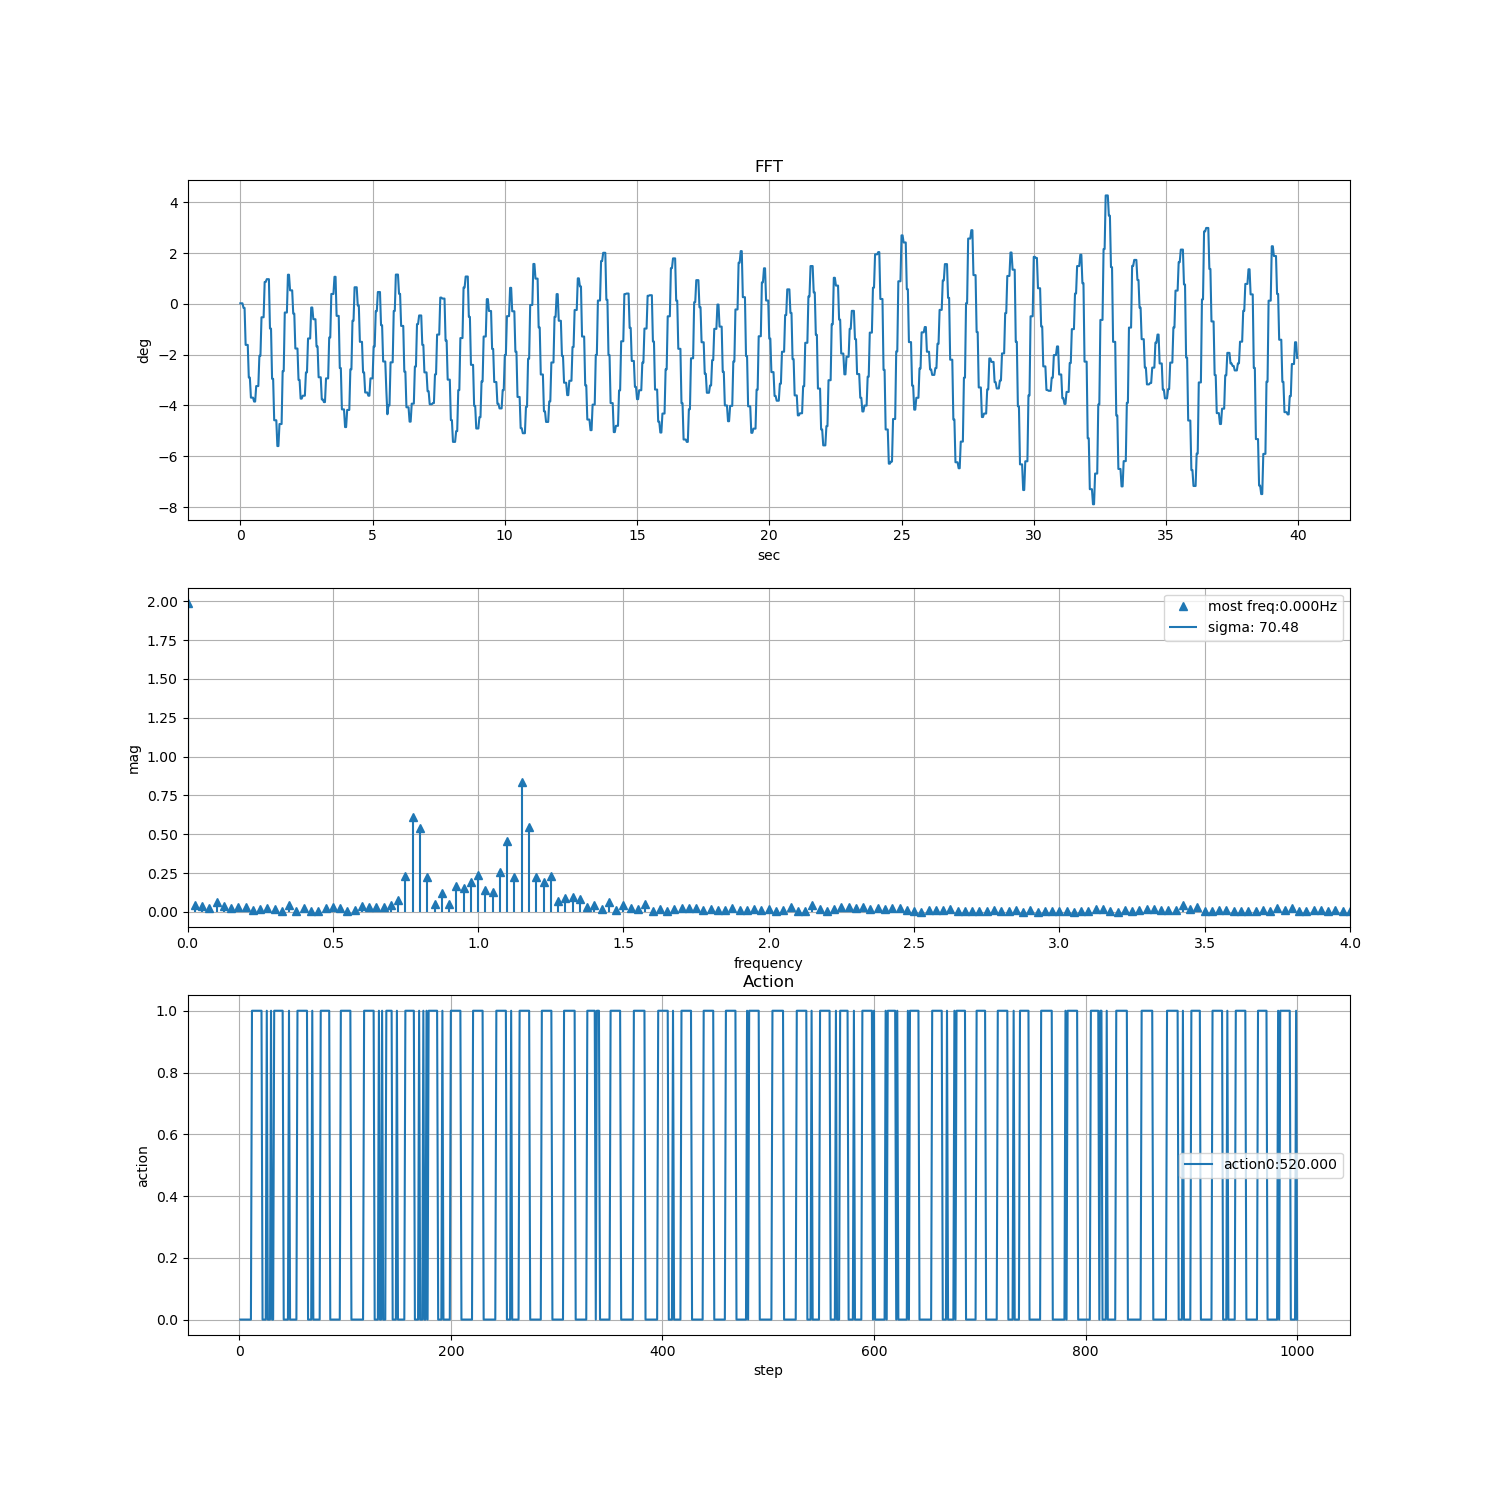 FFT
4
2
0
−2
−4
−6
−8
deg
0 5 10 15 20 25 30 35 40
sec
2.00
1.75
1.50
1.25
1.00
0.75
0.50
0.25
0.00
mag
most freq:0.000Hz
sigma: 70.48
0.0 0.5 1.0 1.5 2.0 2.5 3.0 3.5 4.0
frequency
Action
1.0
0.8
0.6
0.4
0.2
0.0
action
action0:520.000
0 200 400 600 800 1000
step